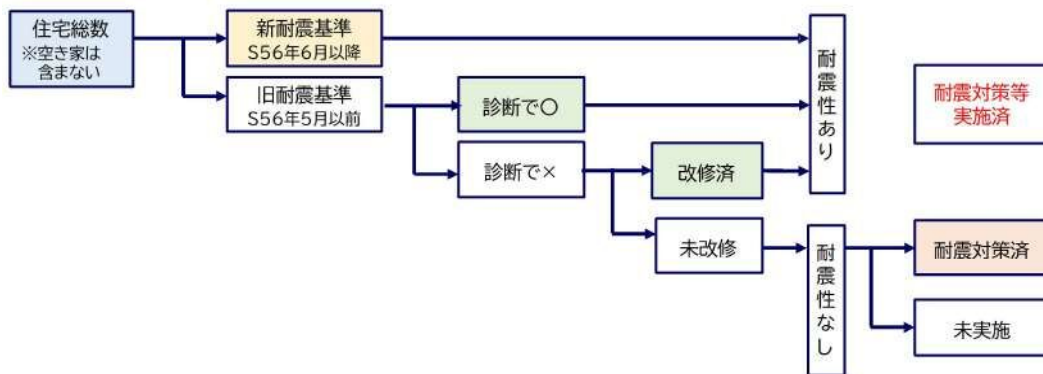 住宅総数
※空き家は
含まない
新耐震基準
S56年6月以降
旧耐震基準
S56年5月以前
診断で〇
診断で×
改修済
未改修
耐震性あり
耐震性なし
耐震対策等
実施済
耐震対策済
未実施